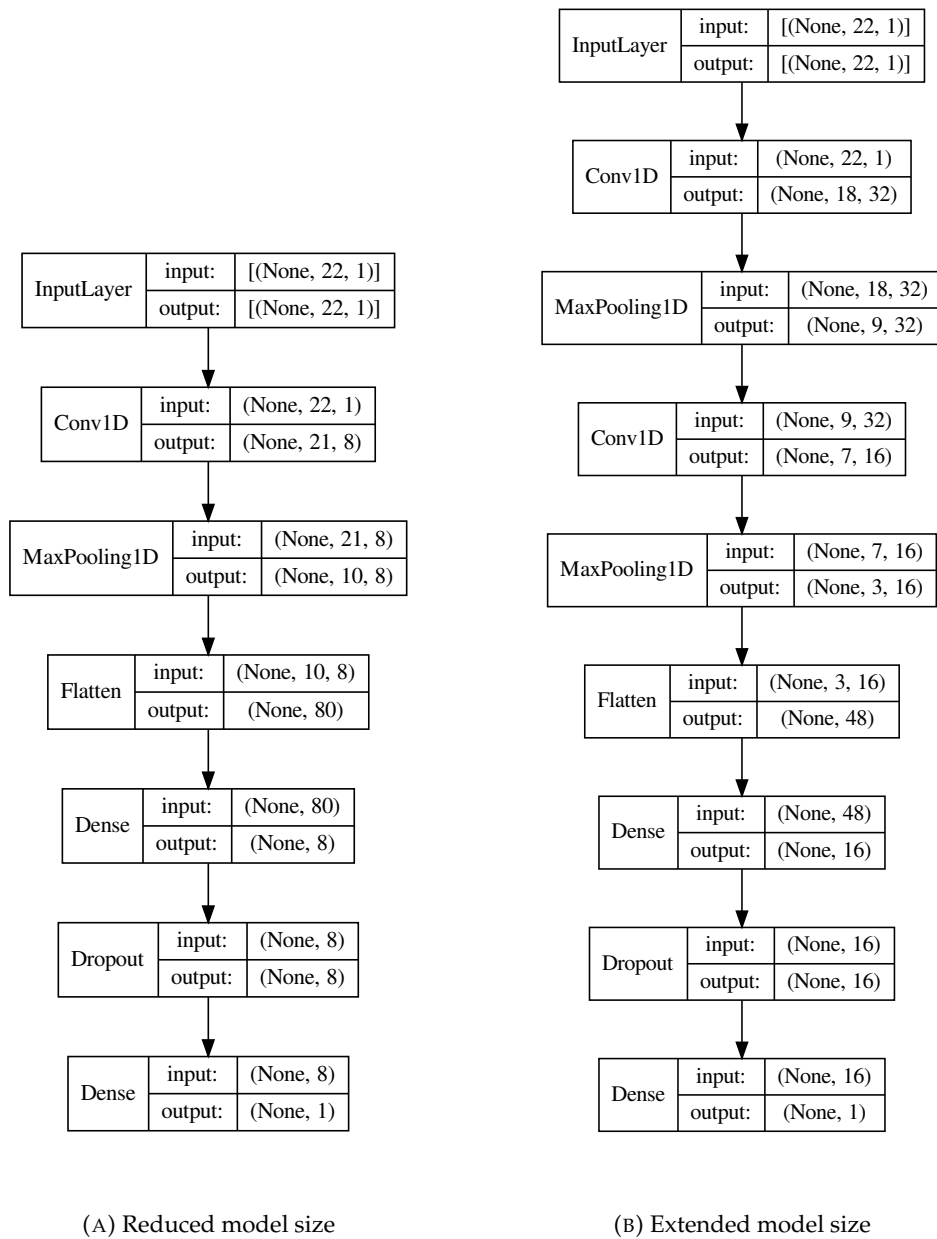 InputLayer
input: [(None, 22, 1)]
output: [(None, 22, 1)]
Conv1D
input: (None, 22, 1)
output: (None, 21, 8)
MaxPooling1D
input: (None, 21, 8)
output: (None, 10, 8)
Flatten
input: (None, 10, 8)
output: (None, 80)
Dense
input: (None, 80)
output: (None, 8)
Dropout
input: (None, 8)
output: (None, 8)
Dense
input: (None, 8)
output: (None, 1)
(A) Reduced model size
InputLayer
input: [(None, 22, 1)]
output: [(None, 22, 1)]
Conv1D
input: (None, 22, 1)
output: (None, 18, 32)
MaxPooling1D
input: (None, 18, 32)
output: (None, 9, 32)
Conv1D
input: (None, 9, 32)
output: (None, 7, 16)
MaxPooling1D
input: (None, 7, 16)
output: (None, 3, 16)
Flatten
input: (None, 3, 16)
output: (None, 48)
Dense
input: (None, 48)
output: (None, 16)
Dropout
input: (None, 16)
output: (None, 16)
Dense
input: (None, 16)
output: (None, 1)
(B) Extended model size